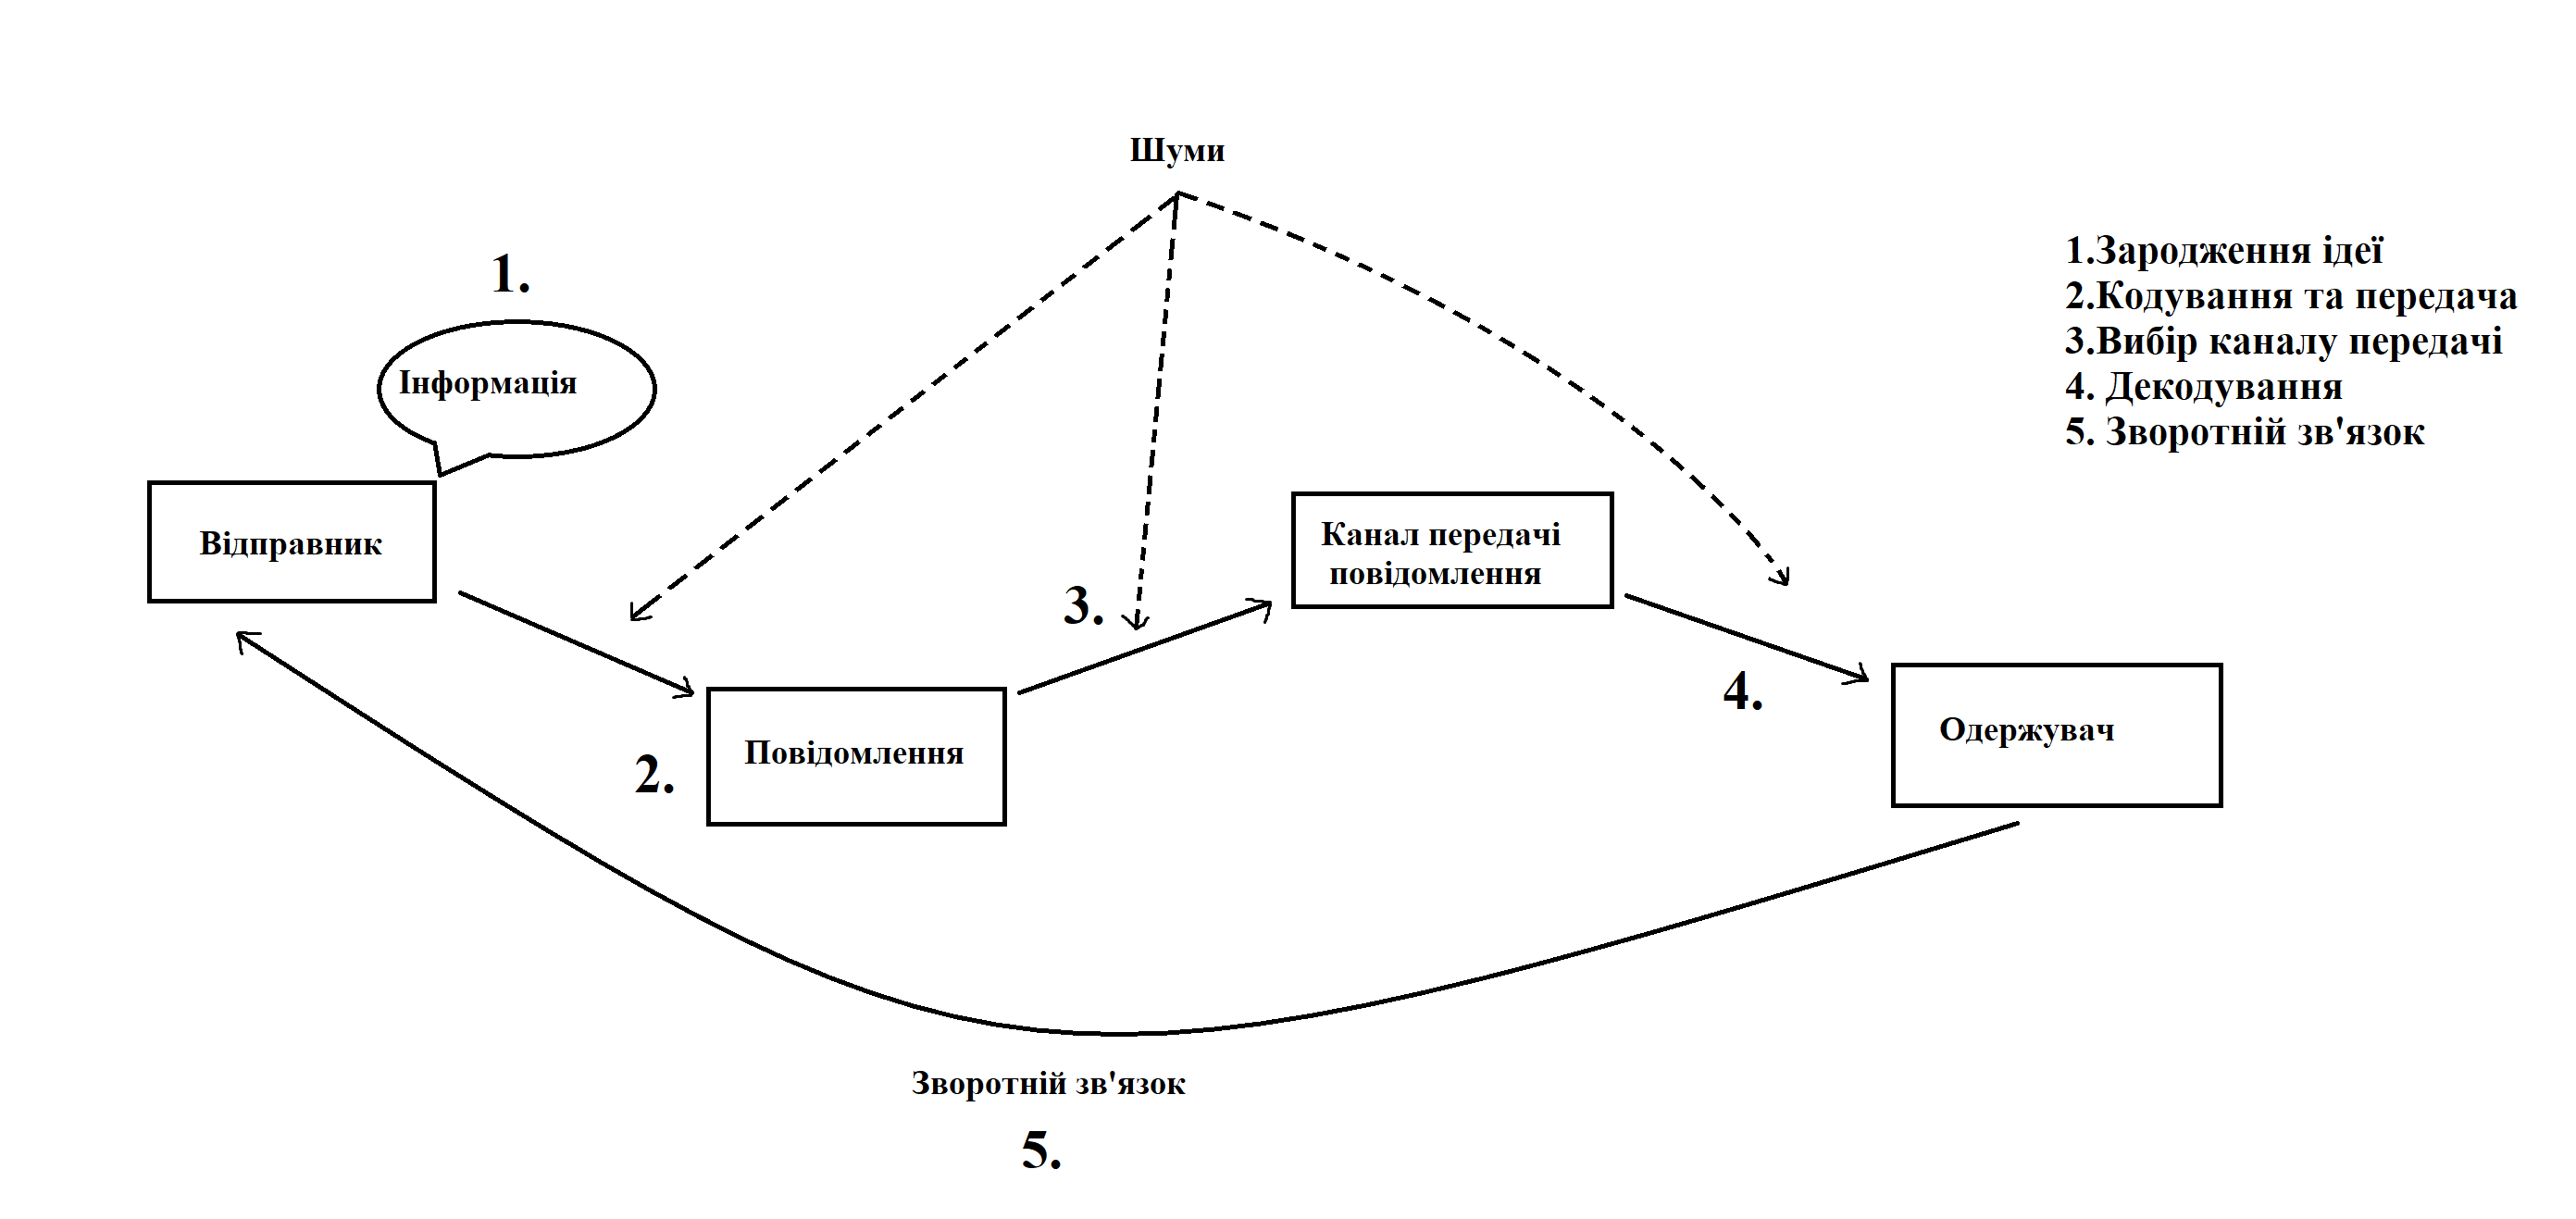 Шуми
1.
Інформація
Відправник
1.Зародження ідеї
2.Кодування та передача
3.Вибір каналу передачі
4. Декодування
5. Зворотній зв'язок
Канал передачі
повідомлення
3.
4.
Одержувач
2.
Повідомлення
Зворотній зв'язок
5.